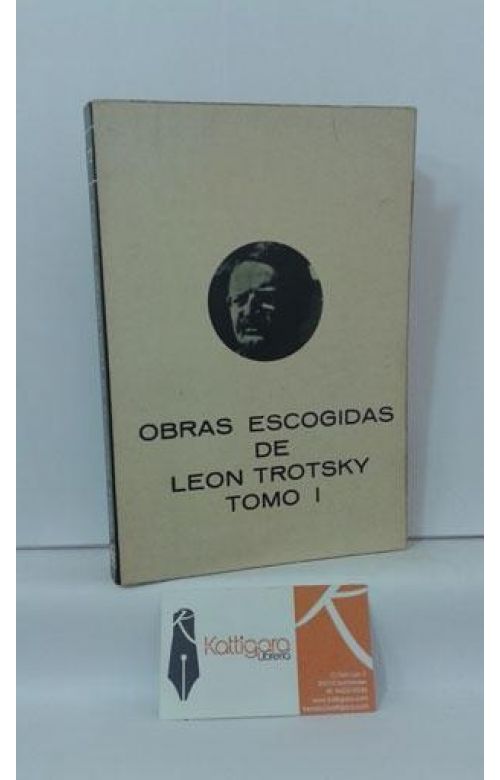 OBRAS ESCOGIDAS
DE
LEON TROTSKY
TOMO I
Kattigara
Librería